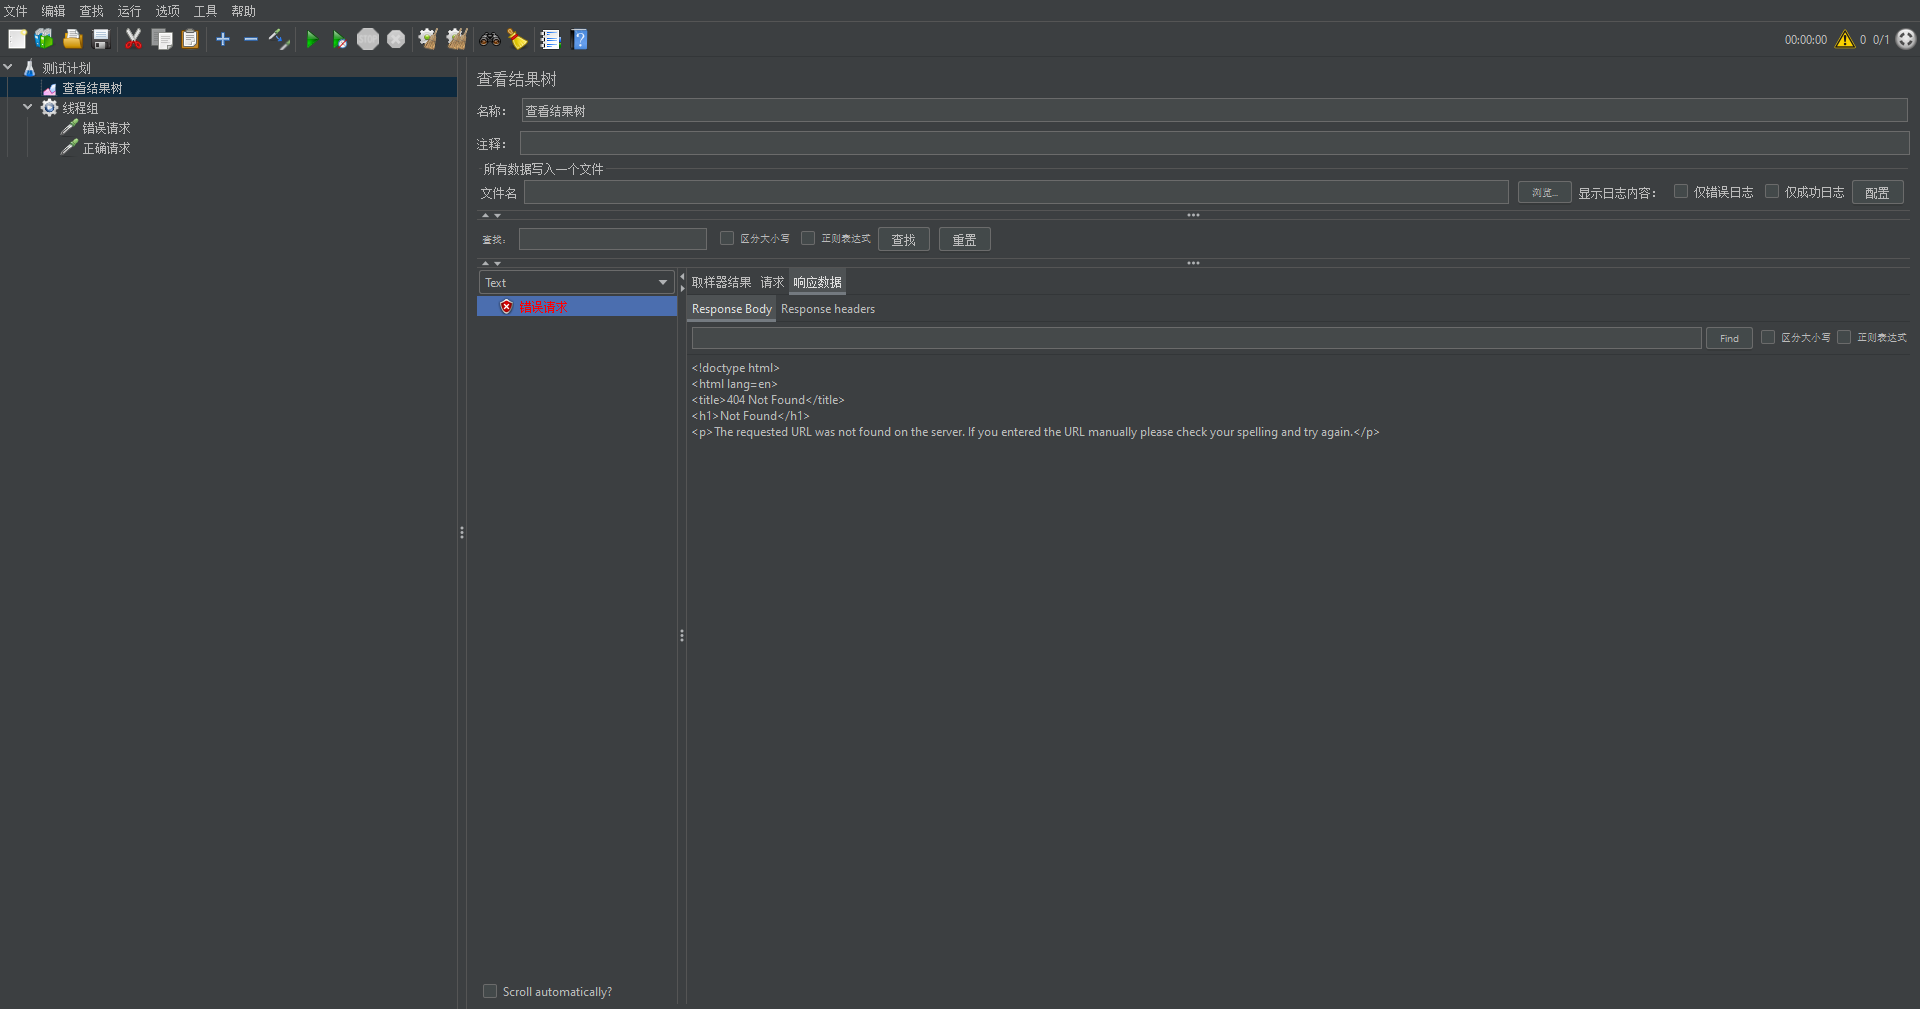 文件 编辑 查找 运行 选项 工具 帮助
00:00:00 0 0/1
测试计划
查看结果树
线程组
错误请求
正确请求
查看结果树
名称： 查看结果树
注释：
所有数据写入一个文件
文件名 浏览... 显示日志内容： 仅错误日志 仅成功日志 配置
查找： 区分大小写 正则表达式 查找 重置
Text
错误请求
取样器结果 请求 响应数据
Response Body Response headers
Find 区分大小写 正则表达式
<!doctype html>
<html lang=en>
<title>404 Not Found</title>
<h1>Not Found</h1>
<p>The requested URL was not found on the server. If you entered the URL manually please check your spelling and try again.</p>
Scroll automatically?